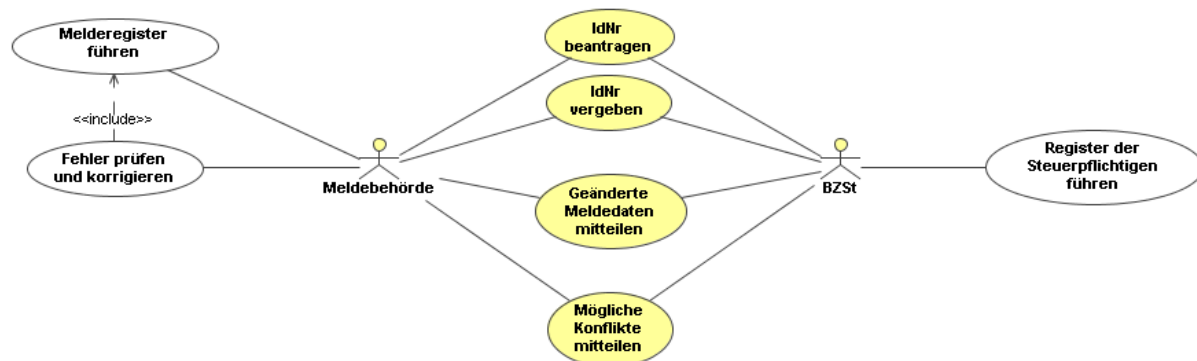 Melderegister
führen
<<include>>
Fehler prüfen
und korrigieren
Meldebehörde
IdNr
beantragen
IdNr
vergeben
Geänderte
Meldedaten
mitteilen
Mögliche
Konflikte
mitteilen
BZSt
Register der
Steuerpflichtigen
führen